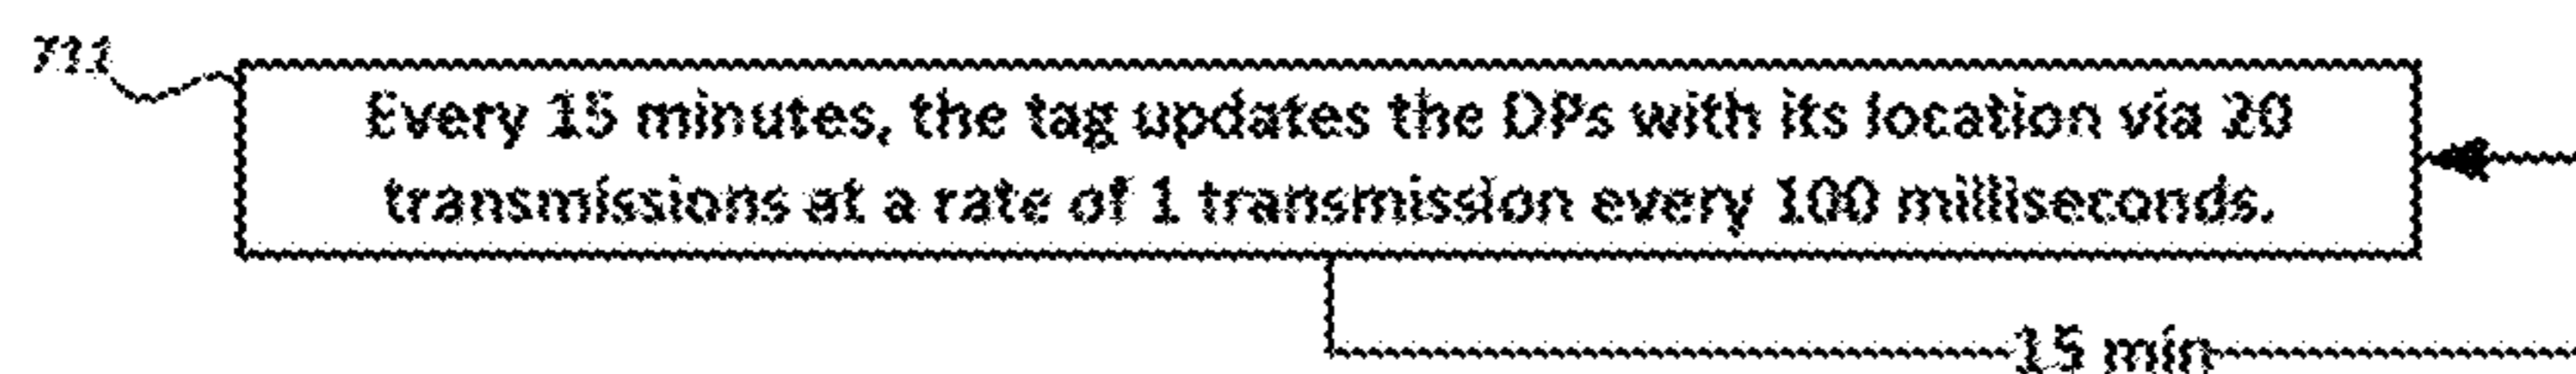 711
Every 15 minutes, the tag updates the DPs with its location via 20
transmissions at a rate of 1 transmission every 100 milliseconds.
15 min